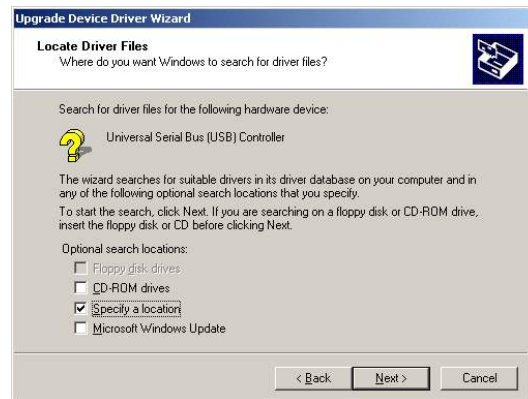 Upgrade Device Driver Wizard
Locate Driver Files
Where do you want Windows to search for driver files?
Search for driver files for the following hardware device:
Universal Serial Bus (USB) Controller
The wizard searches for suitable drivers in its driver database on your computer and in
any of the following optional search locations that you specify.
To start the search, click Next. If you are searching on a floppy disk or CD-ROM drive,
insert the floppy disk or CD before clicking Next.
Optional search locations:
Floppy disk drives
CD-ROM drives
Specify a location
Microsoft Windows Update
< Back Next > Cancel